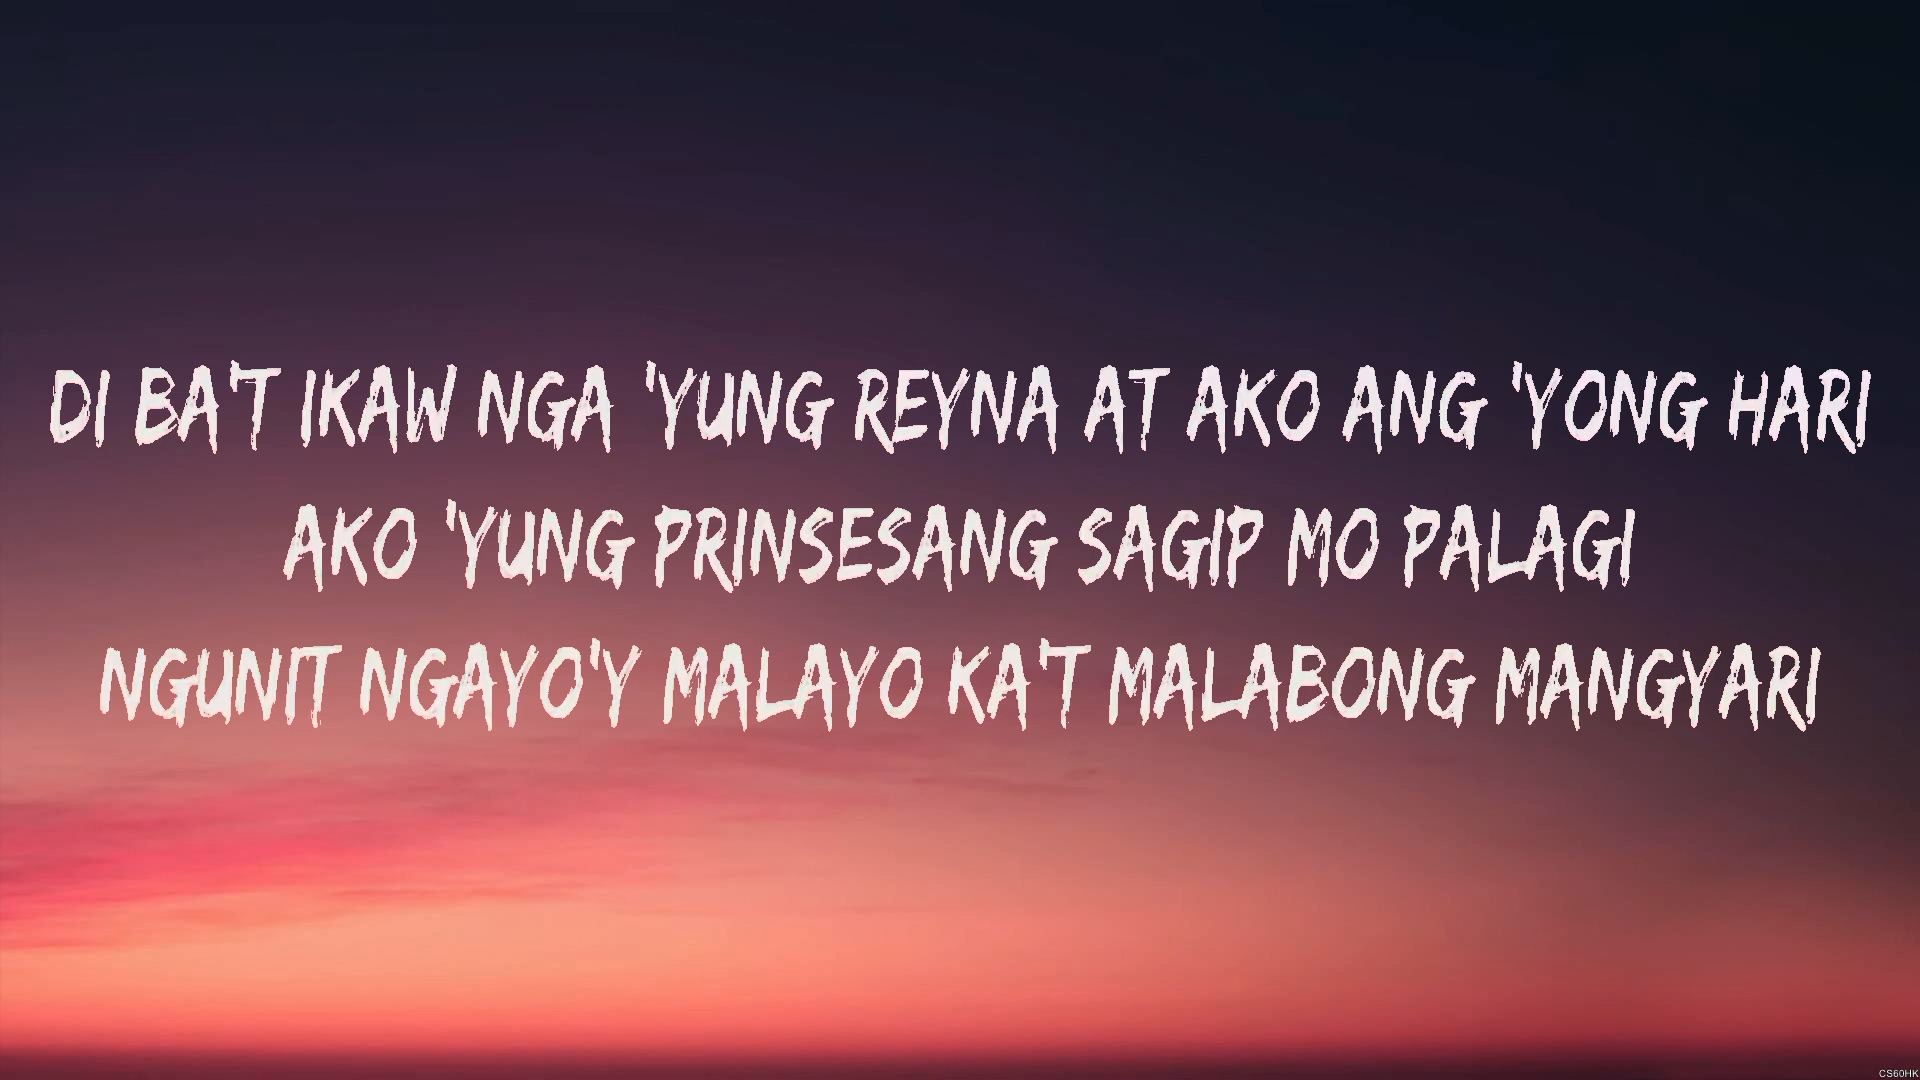 DI BA'T IKAW NGA 'YUNG REYNA AT AKO ANG 'YONG HARI
AKO 'YUNG PRINSESANG SAGIP MO PALAGI
NGUNIT NGAYO'Y MALAYO KA'T MALABONG MANGYARI
CS60HK